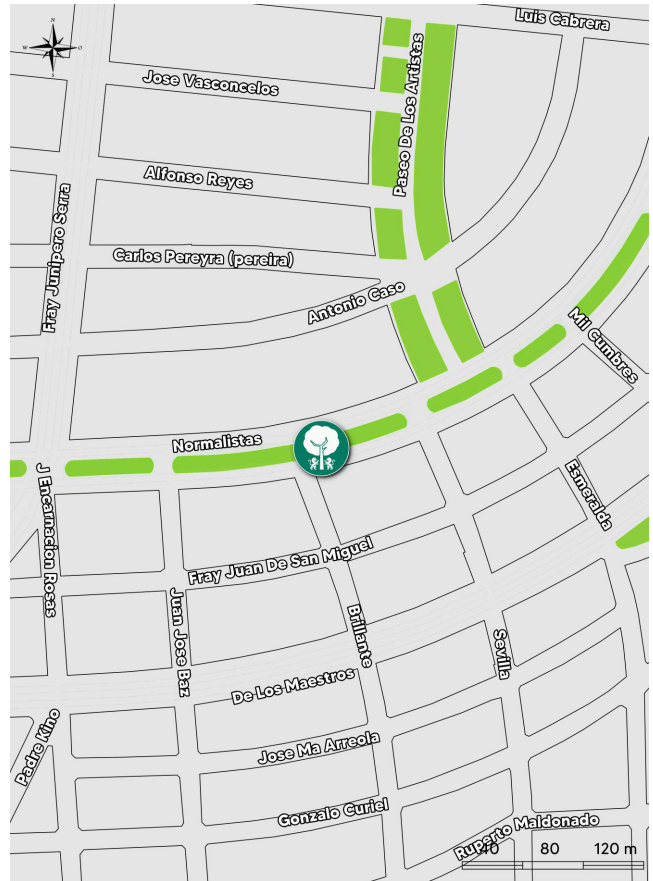 Luis Cabrera
N
W
O
S
Jose Vasconcelos
Paseo De Los Artistas
Alfonso Reyes
Fray Junipero Serra
Carlos Pereyra (pereira)
Antonio Caso
Mil Cumbres
Normalistas
J Encarnacion Rosas
Esmeralda
Fray Juan De San Miguel
Juan Jose Baz
Brillante
Sevilla
De Los Maestros
Padre Kino
Jose Ma Arreola
Gonzalo Curiel
Ruperto Maldonado
40 80 120 m